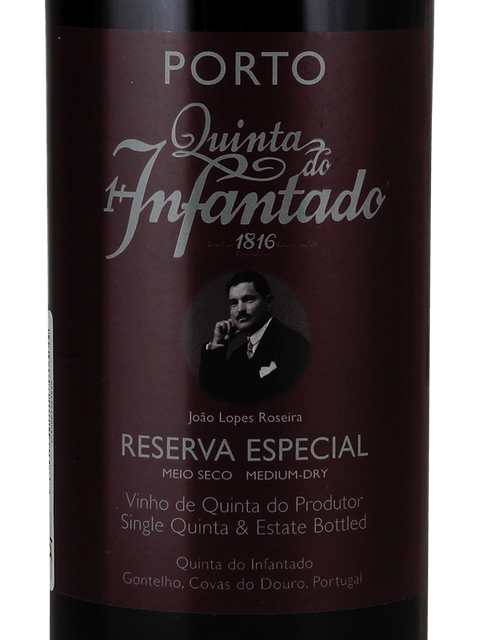 PORTO
Quinta
do
Infantado
1816
João Lopes Roseira
RESERVA ESPECIAL
MEIO SECO MEDIUM-DRY
Vinho de Quinta do Produtor
Single Quinta & Estate Bottled
Quinta do Infantado
Gontelho, Covas do Douro, Portugal